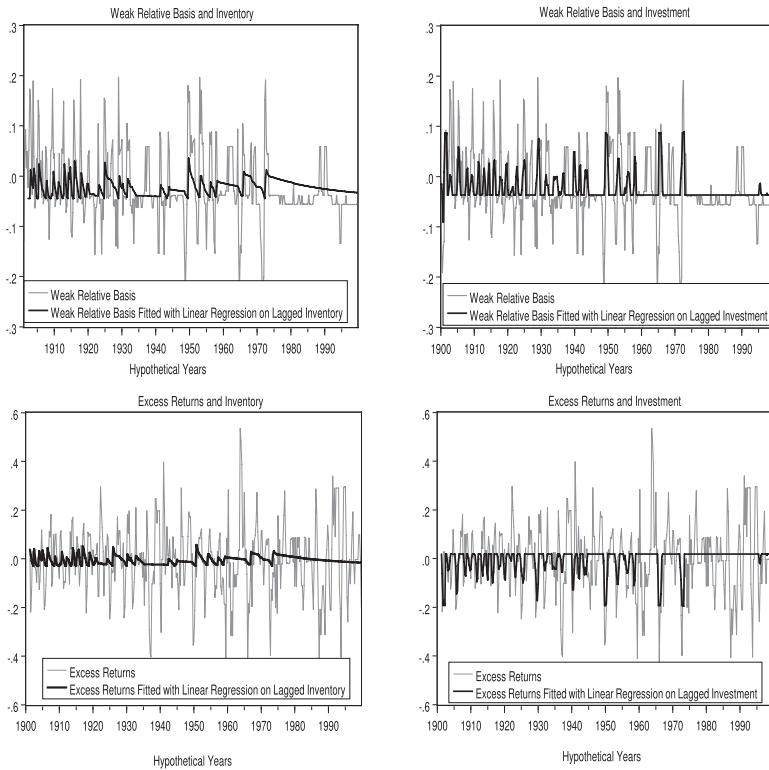 Weak Relative Basis and Inventory
.3
.2
.1
.0
-.1
-.2
-.3
Weak Relative Basis
Weak Relative Basis Fitted with Linear Regression on Lagged Inventory
1910 1920 1930 1940 1950 1960 1970 1980 1990
Hypothetical Years
Weak Relative Basis and Investment
.3
.2
.1
.0
-.1
-.2
-.3
Weak Relative Basis
Weak Relative Basis Fitted with Linear Regression on Lagged Investment
1900 1910 1920 1930 1940 1950 1960 1970 1980 1990
Hypothetical Years
Excess Returns and Inventory
.6
.4
.2
.0
-.2
-.4
-.6
Excess Returns
Excess Returns Fitted with Linear Regression on Lagged Inventory
1900 1910 1920 1930 1940 1950 1960 1970 1980 1990
Hypothetical Years
Excess Returns and Investment
.6
.4
.2
.0
-.2
-.4
-.6
Excess Returns
Excess Returns Fitted with Linear Regression on Lagged Investment
1900 1910 1920 1930 1940 1950 1960 1970 1980 1990
Hypothetical Years